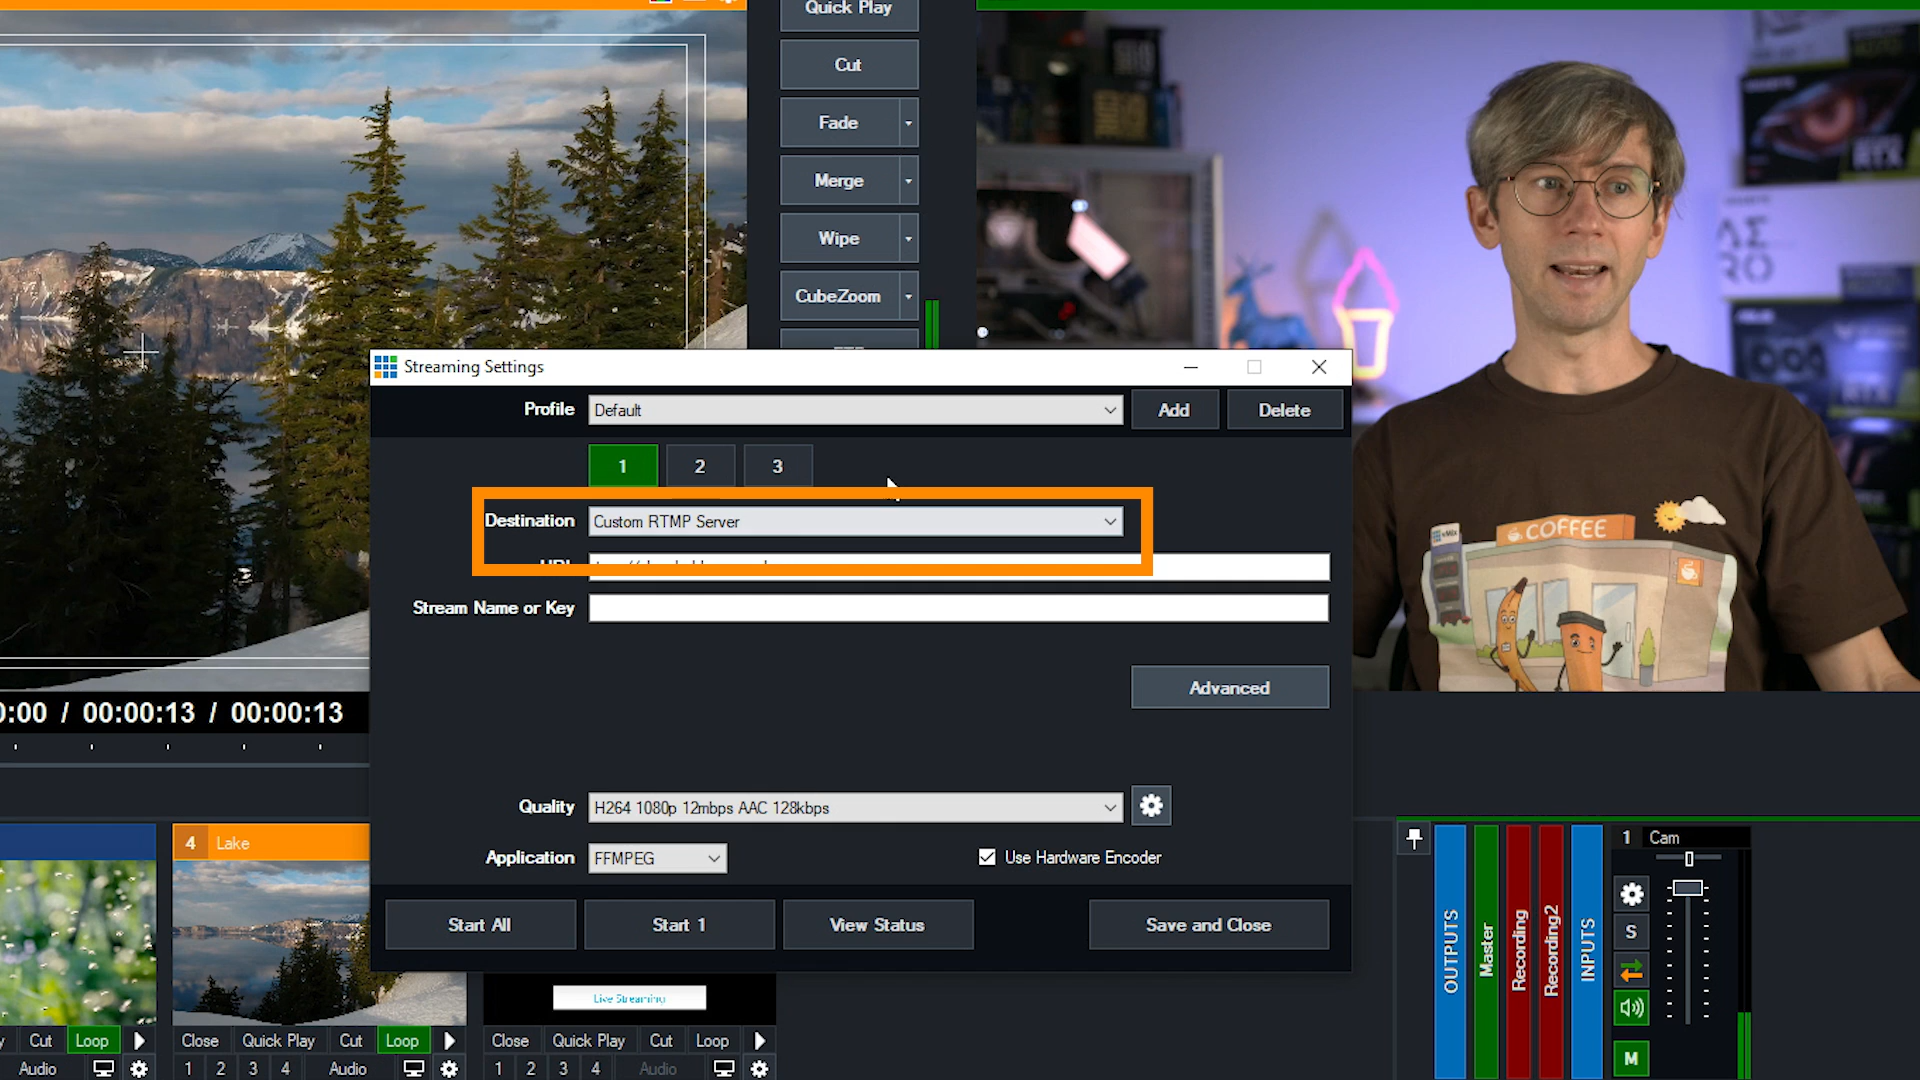 Quick Play
Cut
Fade
Merge
Wipe
CubeZoom
Streaming Settings
Profile
Default
Add
Delete
1
2
3
Destination
Custom RTMP Server
Stream Name or Key
Advanced
Quality
H264 1080p 12mbps AAC 128kbps
Application
FFMPEG
Use Hardware Encoder
Start All
Start 1
View Status
Save and Close
COFFEE
RTX
0:00 / 00:00:13 / 00:00:13
4 Lake
Live Streaming
Cut Loop
Audio
Close Quick Play Cut Loop
1 2 3 4 Audio
Close Quick Play Cut Loop
1 2 3 4 Audio
OUTPUTS
Master
Recording
Recording2
INPUTS
1 Cam
S
M